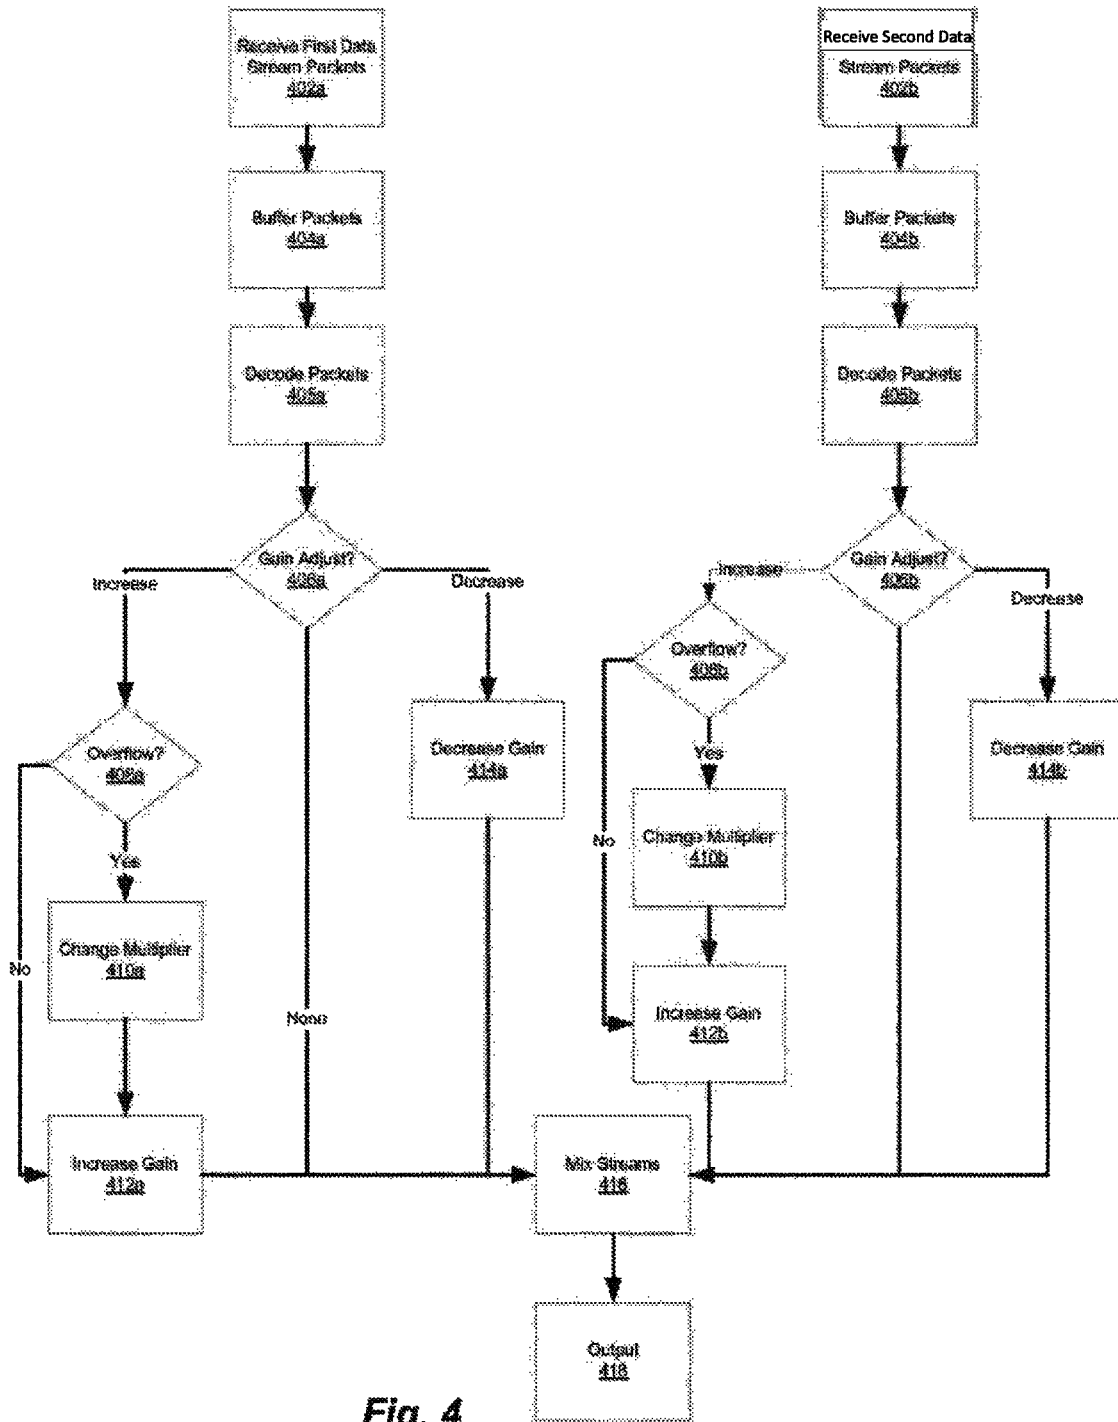 Receive First Data
Stream Packets
402a
Buffer Packets
404a
Decode Packets
405a
Gain Adjust?
406a
Increase
Decrease
None
Overflow?
Yes
No
Change Multiplier
410a
Increase Gain
412a
Decrease Gain
414a
Receive Second Data
Stream Packets
402b
Buffer Packets
404b
Decode Packets
405b
Gain Adjust?
406b
Increase
Decrease
Overflow?
Yes
No
Change Multiplier
410b
Increase Gain
412b
Decrease Gain
414b
Mix Streams
416
Output
418
Fig. 4